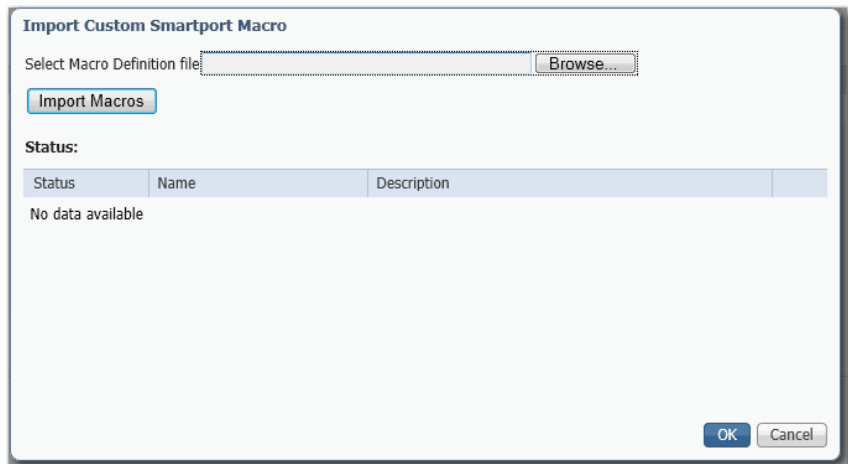 Import Custom Smartport Macro
Select Macro Definition file Browse...
Import Macros
Status:
Status Name Description
No data available
OK Cancel